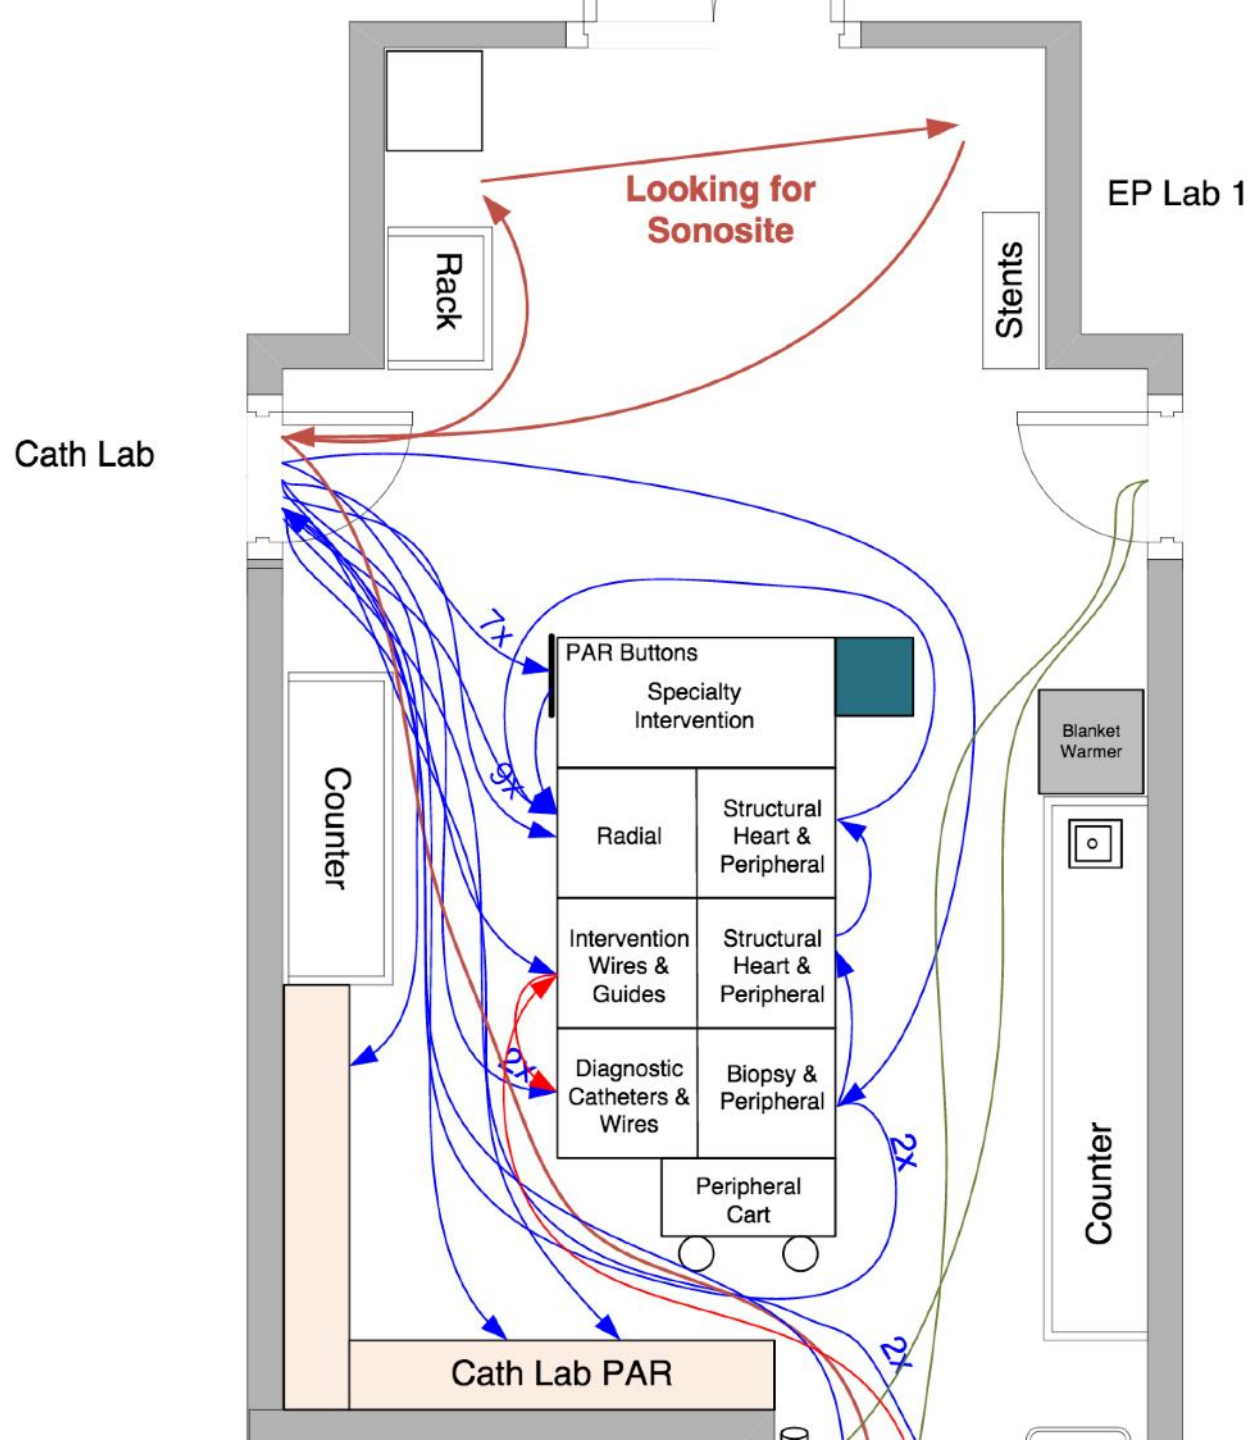 Looking for
Sonosite
EP Lab 1
Rack
Stents
Cath Lab
7x
PAR Buttons
Specialty
Intervention
Blanket
Warmer
9x
Counter
Radial
Structural
Heart &
Peripheral
Intervention
Wires &
Guides
Structural
Heart &
Peripheral
Diagnostic
Catheters &
Wires
Biopsy &
Peripheral
2x
Counter
Peripheral
Cart
2x
Cath Lab PAR